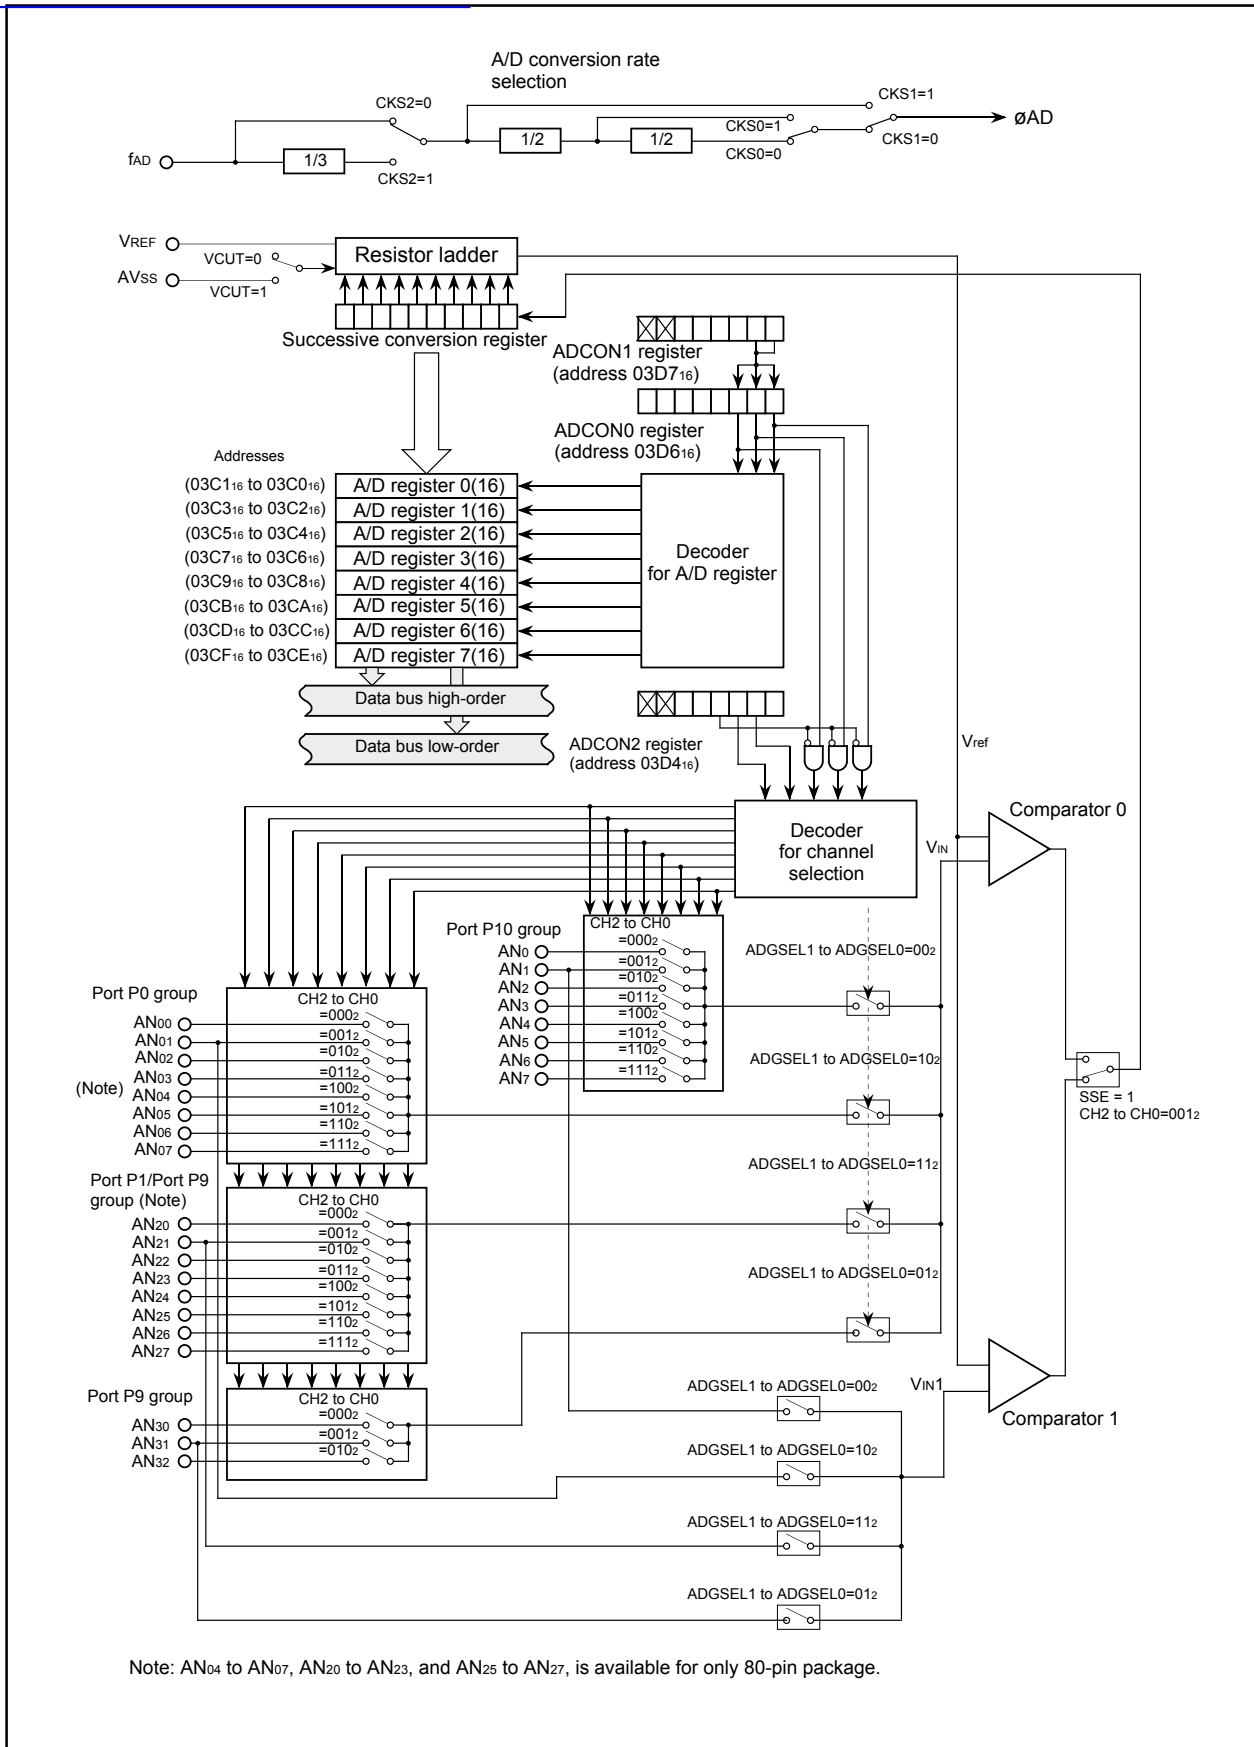 A/D conversion rate
selection
CKS2=0
CKS1=1
CKS0=1
øAD
fAD
1/3
1/2
1/2
CKS0=0
CKS1=0
CKS2=1
VREF
VCUT=0
Resistor ladder
AVSS
VCUT=1
Successive conversion register
ADCON1 register
(address 03D716)
ADCON0 register
(address 03D616)
Addresses
(03C116 to 03C016) A/D register 0(16)
(03C316 to 03C216) A/D register 1(16)
(03C516 to 03C416) A/D register 2(16)
(03C716 to 03C616) A/D register 3(16)
(03C916 to 03C816) A/D register 4(16)
(03CB16 to 03CA16) A/D register 5(16)
(03CD16 to 03CC16) A/D register 6(16)
(03CF16 to 03CE16) A/D register 7(16)
Decoder
for A/D register
Data bus high-order
Data bus low-order
ADCON2 register
(address 03D416)
Vref
Decoder
for channel
selection
Comparator 0
VIN
Port P10 group
CH2 to CH0
AN0 =0002
AN1 =0012
AN2 =0102
AN3 =0112
AN4 =1002
AN5 =1012
AN6 =1102
AN7 =1112
ADGSEL1 to ADGSEL0=002
ADGSEL1 to ADGSEL0=102
ADGSEL1 to ADGSEL0=112
ADGSEL1 to ADGSEL0=012
SSE = 1
CH2 to CH0=0012
Port P0 group
CH2 to CH0
AN00 =0002
AN01 =0012
AN02 =0102
AN03 =0112
(Note)
AN04 =1002
AN05 =1012
AN06 =1102
AN07 =1112
Port P1/Port P9
group (Note)
CH2 to CH0
AN20 =0002
AN21 =0012
AN22 =0102
AN23 =0112
AN24 =1002
AN25 =1012
AN26 =1102
AN27 =1112
Port P9 group
CH2 to CH0
AN30 =0002
AN31 =0012
AN32 =0102
VIN1
Comparator 1
ADGSEL1 to ADGSEL0=002
ADGSEL1 to ADGSEL0=102
ADGSEL1 to ADGSEL0=112
ADGSEL1 to ADGSEL0=012
Note: AN04 to AN07, AN20 to AN23, and AN25 to AN27, is available for only 80-pin package.